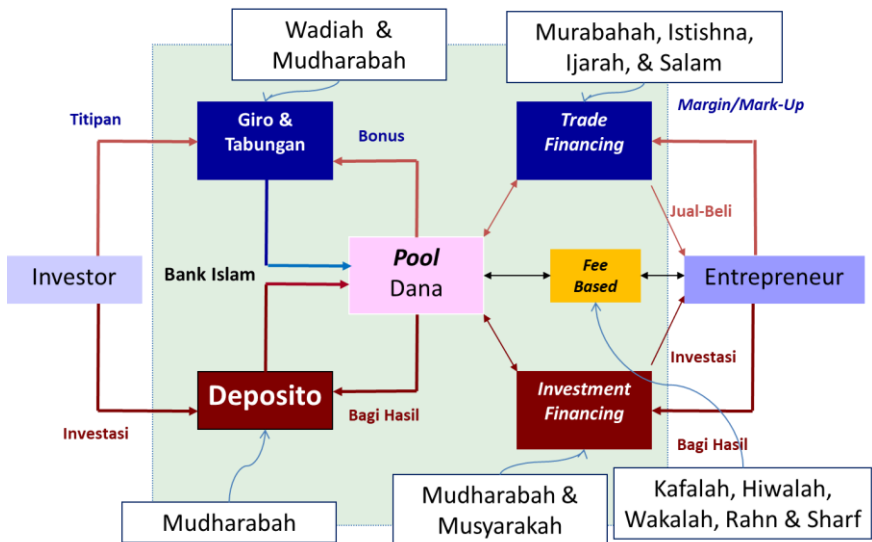 Wadiah &
Mudharabah
Murabahah, Istishna,
Ijarah, & Salam
Titipan
Giro &
Tabungan
Bonus
Trade
Financing
Margin/Mark-Up
Jual-Beli
Investor
Bank Islam
Pool
Dana
Fee
Based
Entrepreneur
Investasi
Deposito
Bagi Hasil
Investment
Financing
Investasi
Bagi Hasil
Mudharabah
Mudharabah &
Musyarakah
Kafalah, Hiwalah,
Wakalah, Rahn & Sharf